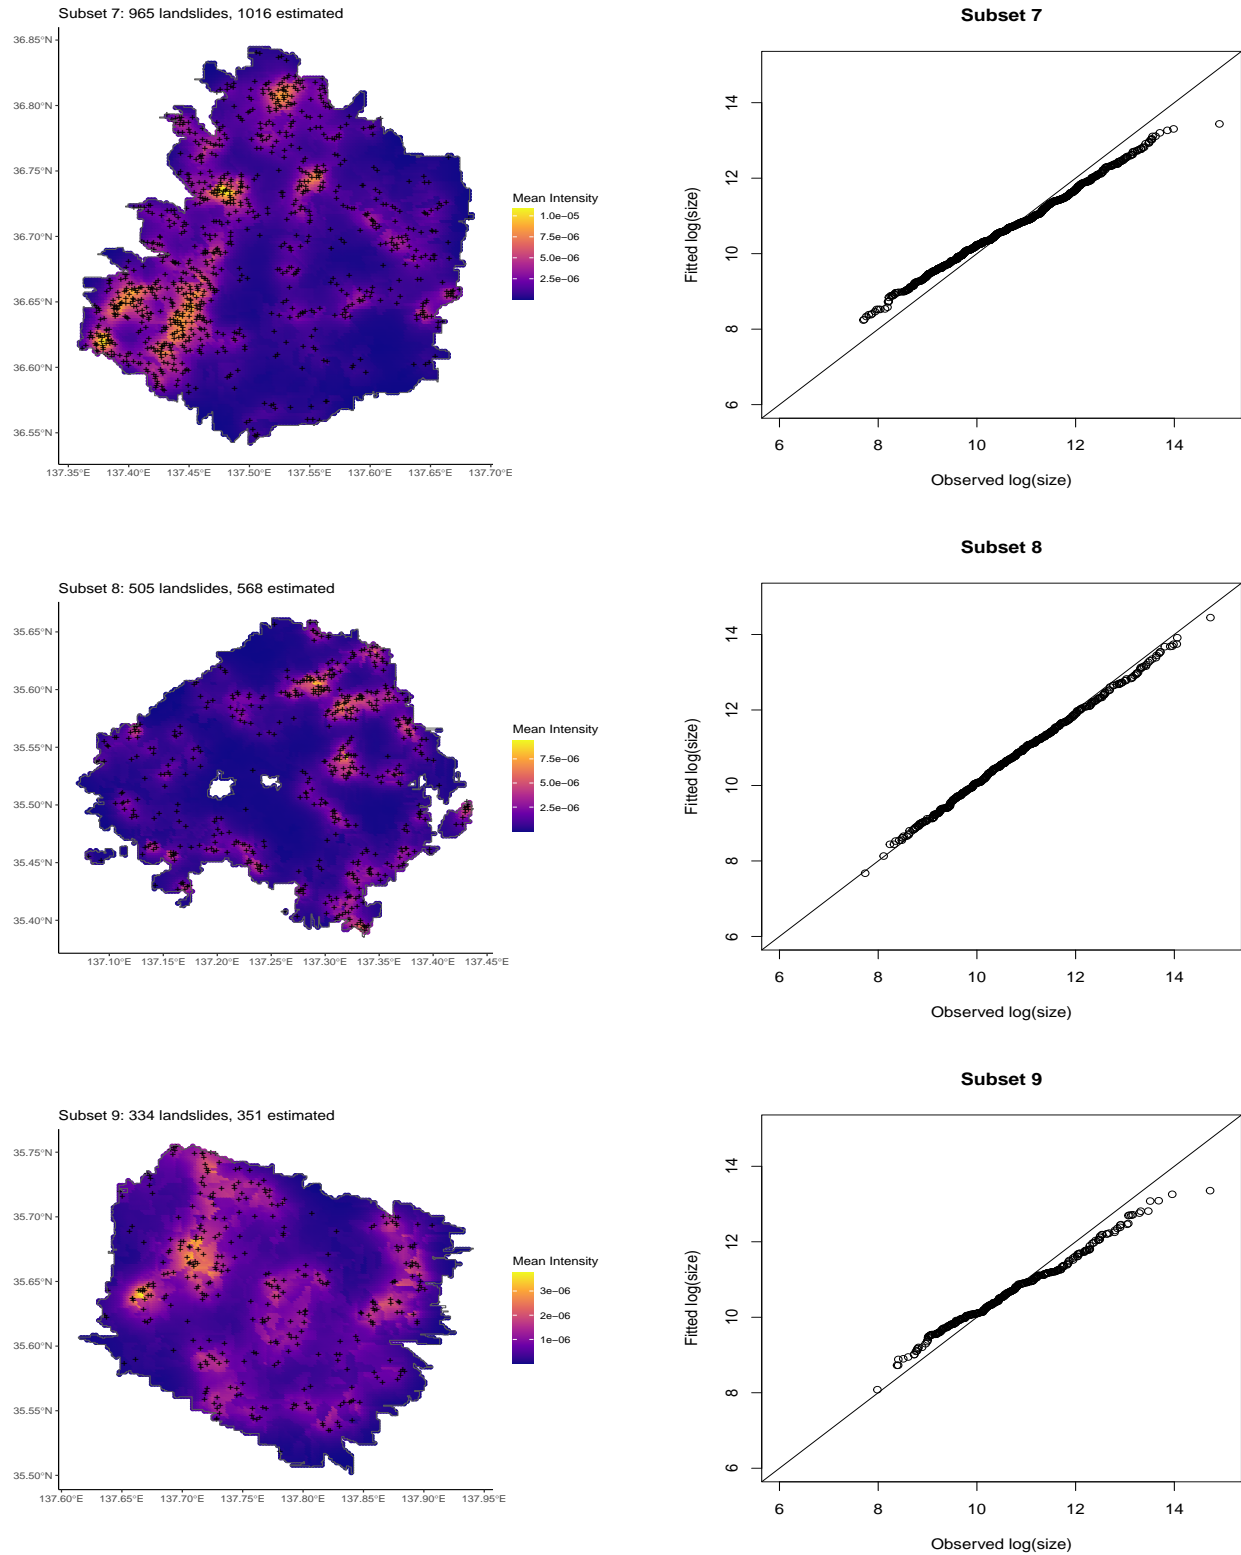 Subset 7: 965 landslides, 1016 estimated
36.85°N
36.80°N
36.75°N
36.70°N
36.65°N
36.60°N
36.55°N
137.35°E 137.40°E 137.45°E 137.50°E 137.55°E 137.60°E 137.65°E 137.70°E
Mean Intensity
1.0e−05
7.5e−06
5.0e−06
2.5e−06
Subset 7
Fitted log(size)
14
12
10
8
6
6 8 10 12 14
Observed log(size)
Subset 8: 505 landslides, 568 estimated
35.65°N
35.60°N
35.55°N
35.50°N
35.45°N
35.40°N
137.10°E 137.15°E 137.20°E 137.25°E 137.30°E 137.35°E 137.40°E 137.45°E
Mean Intensity
7.5e−06
5.0e−06
2.5e−06
Subset 8
Fitted log(size)
14
12
10
8
6
6 8 10 12 14
Observed log(size)
Subset 9: 334 landslides, 351 estimated
35.75°N
35.70°N
35.65°N
35.60°N
35.55°N
35.50°N
137.60°E 137.65°E 137.70°E 137.75°E 137.80°E 137.85°E 137.90°E 137.95°E
Mean Intensity
3e−06
2e−06
1e−06
Subset 9
Fitted log(size)
14
12
10
8
6
6 8 10 12 14
Observed log(size)